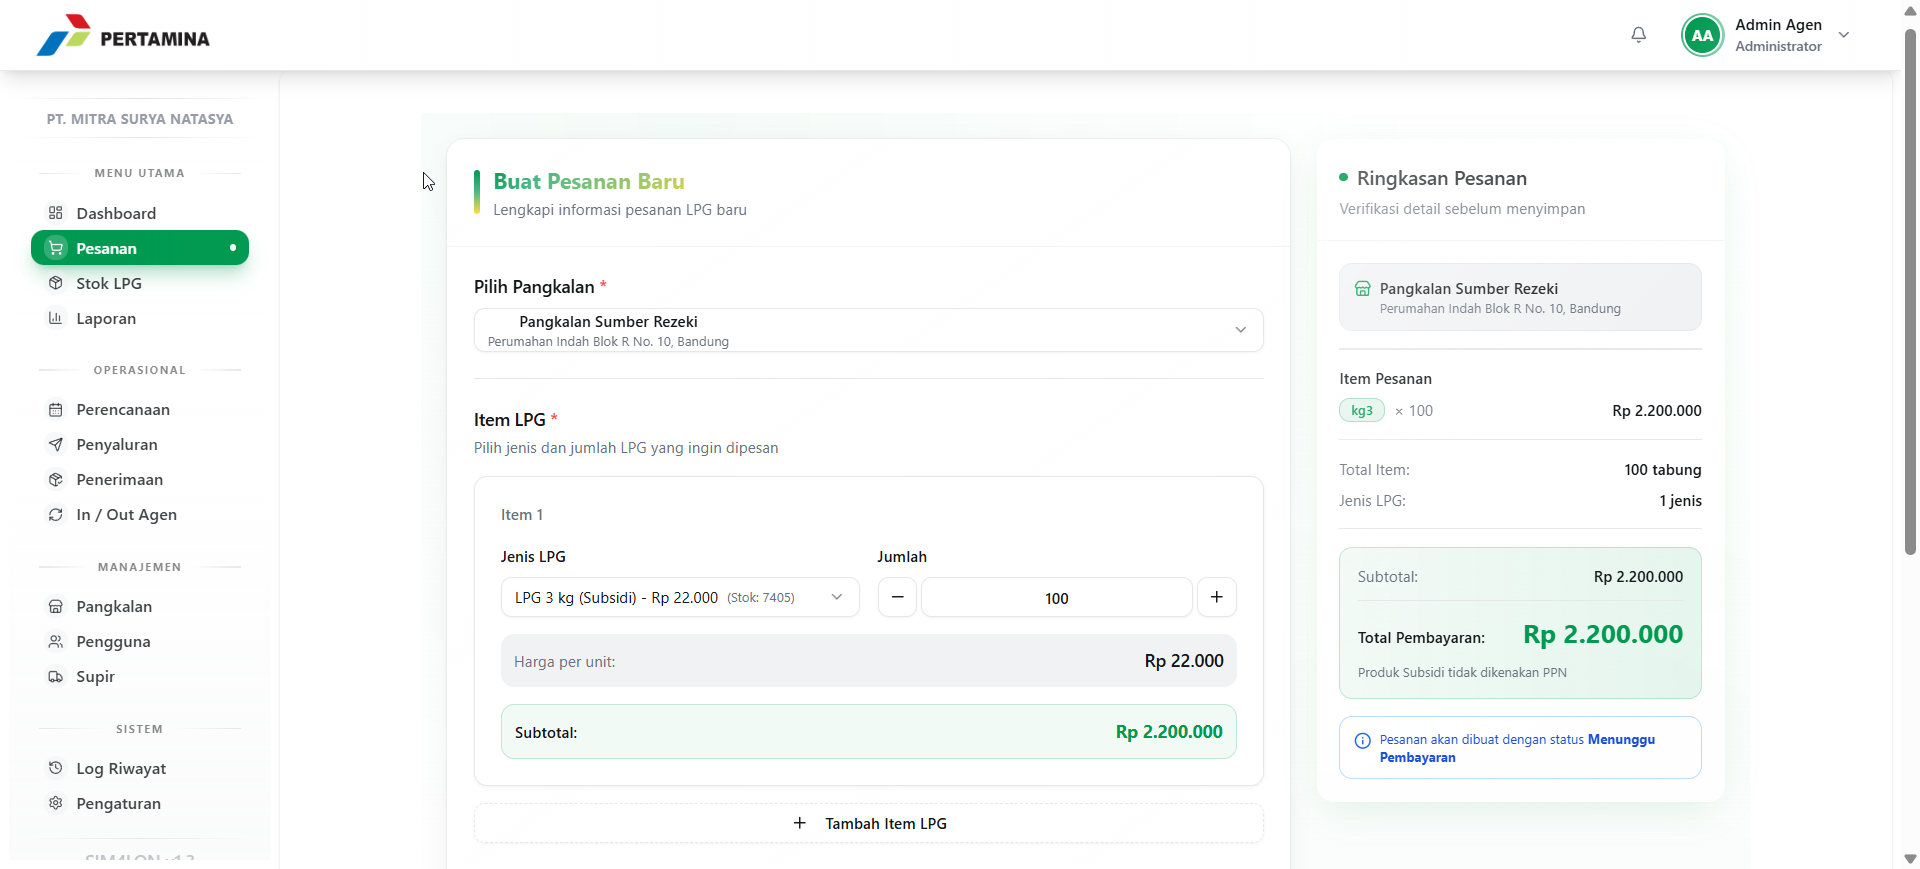 PERTAMINA
AA
Admin Agen
Administrator
PT. MITRA SURYA NATASYA
MENU UTAMA
Dashboard
Pesanan
Stok LPG
Laporan
OPERASIONAL
Perencanaan
Penyaluran
Penerimaan
In / Out Agen
MANAJEMEN
Pangkalan
Pengguna
Supir
SISTEM
Log Riwayat
Pengaturan
Buat Pesanan Baru
Lengkapi informasi pesanan LPG baru
Pilih Pangkalan *
Pangkalan Sumber Rezeki
Perumahan Indah Blok R No. 10, Bandung
Item LPG *
Pilih jenis dan jumlah LPG yang ingin dipesan
Item 1
Jenis LPG
Jumlah
LPG 3 kg (Subsidi) - Rp 22.000 (Stok: 7405)
− 100 +
Harga per unit: Rp 22.000
Subtotal: Rp 2.200.000
+ Tambah Item LPG
Ringkasan Pesanan
Verifikasi detail sebelum menyimpan
Pangkalan Sumber Rezeki
Perumahan Indah Blok R No. 10, Bandung
Item Pesanan
kg3 × 100 Rp 2.200.000
Total Item: 100 tabung
Jenis LPG: 1 jenis
Subtotal: Rp 2.200.000
Total Pembayaran: Rp 2.200.000
Produk Subsidi tidak dikenakan PPN
Pesanan akan dibuat dengan status Menunggu
Pembayaran